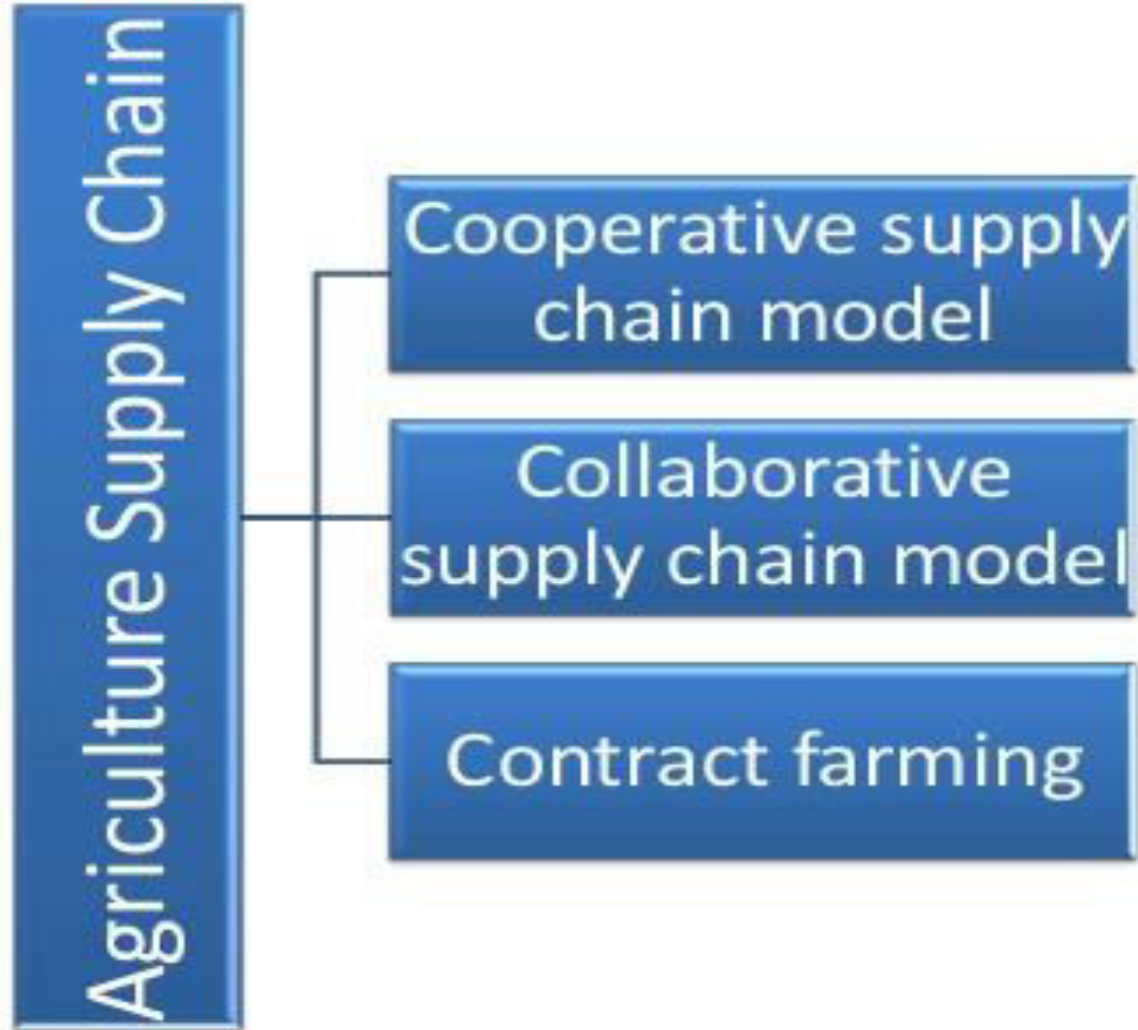 Agriculture Supply Chain
Cooperative supply
chain model
Collaborative
supply chain model
Contract farming